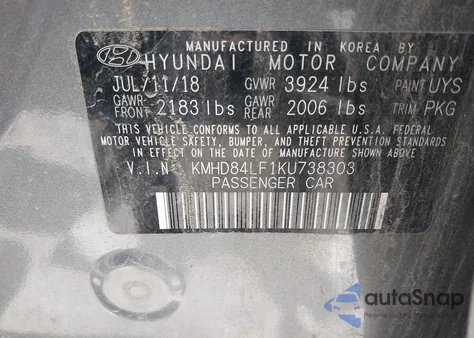 MANUFACTURED IN KOREA BY
HYUNDAI MOTOR COMPANY
JUL/11/18 GVWR 3924 lbs PAINT UYS
GAWR FRONT 2183 lbs GAWR REAR 2006 lbs TRIM PKG
THIS VEHICLE CONFORMS TO ALL APPLICABLE U.S.A. FEDERAL
MOTOR VEHICLE SAFETY, BUMPER, AND THEFT PREVENTION
STANDARDS IN EFFECT ON THE DATE OF MANUFACTURE SHOWN ABOVE
V.I.N KMHD84LF1KU738303
PASSENGER CAR
autoSnap